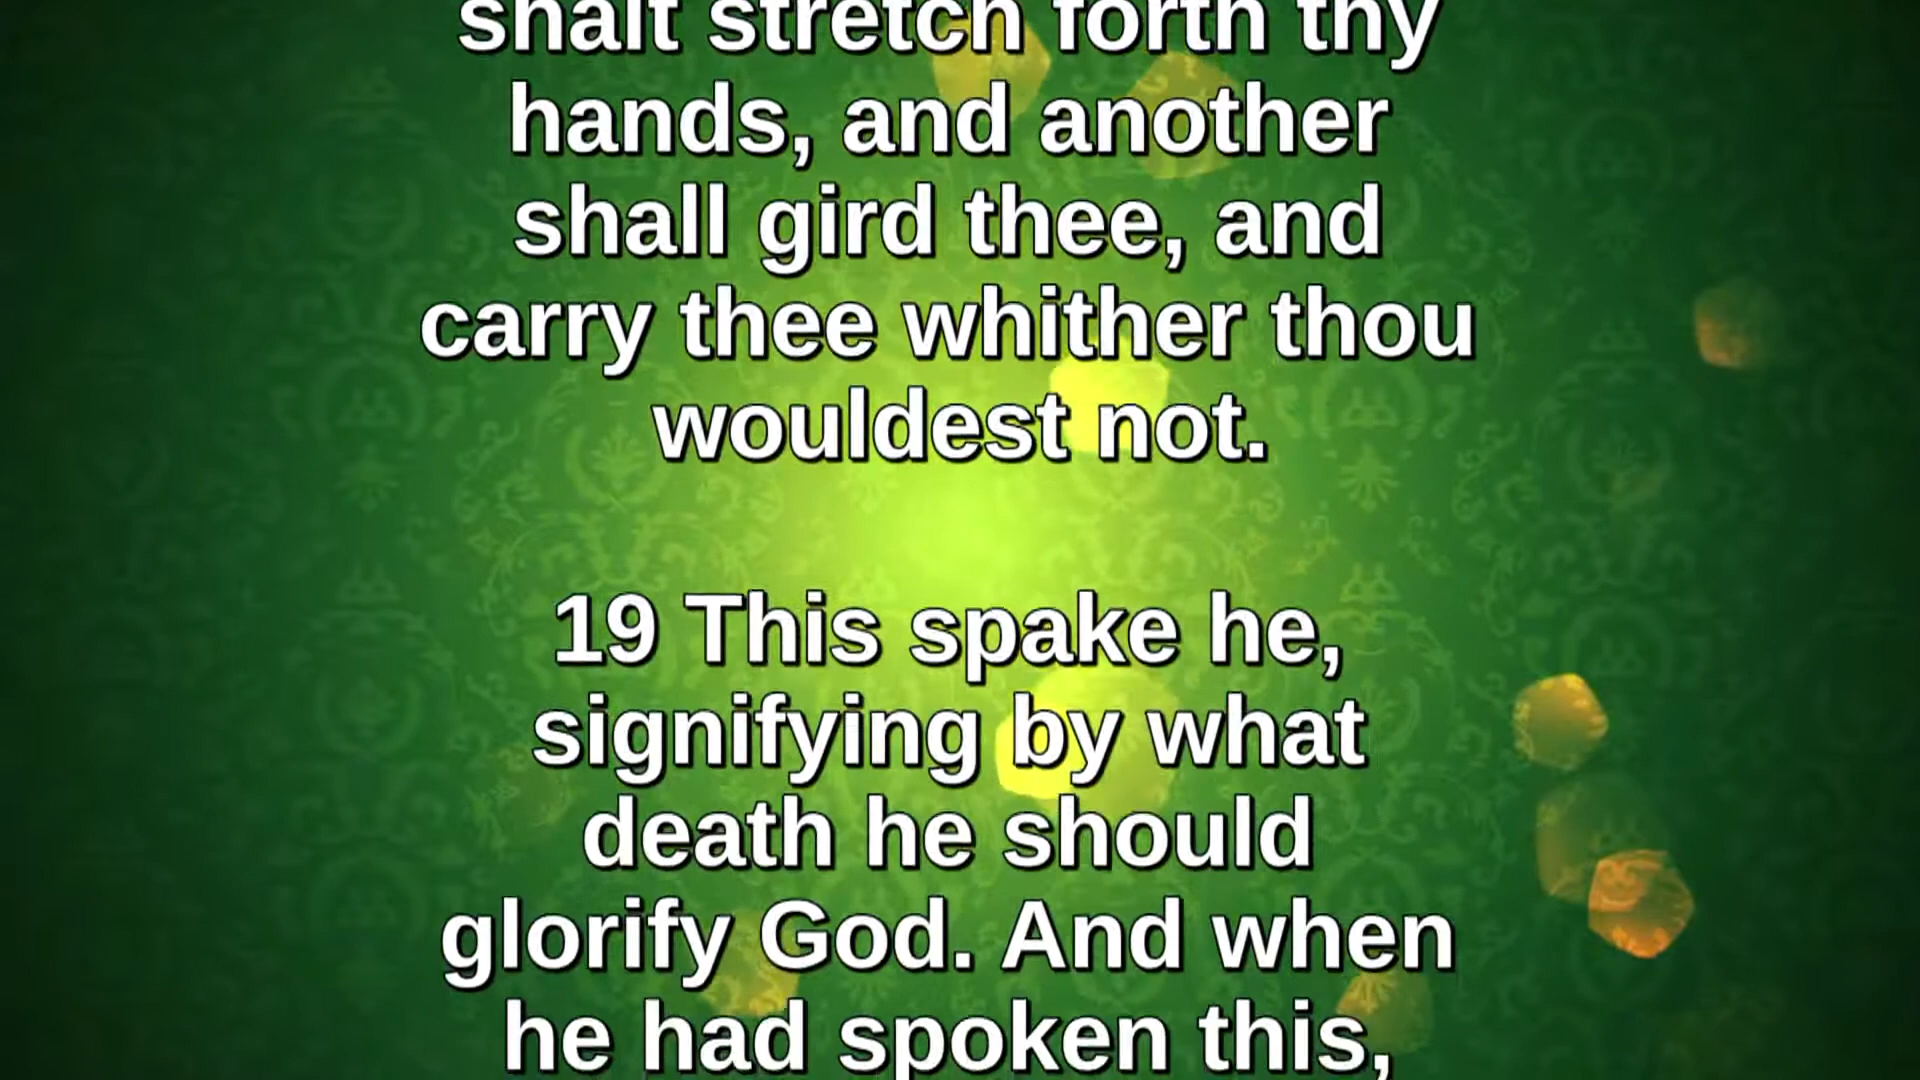 shalt stretch forth thy
hands, and another
shall gird thee, and
carry thee whither thou
wouldest not.
19 This spake he,
signifying by what
death he should
glorify God. And when
he had spoken this,